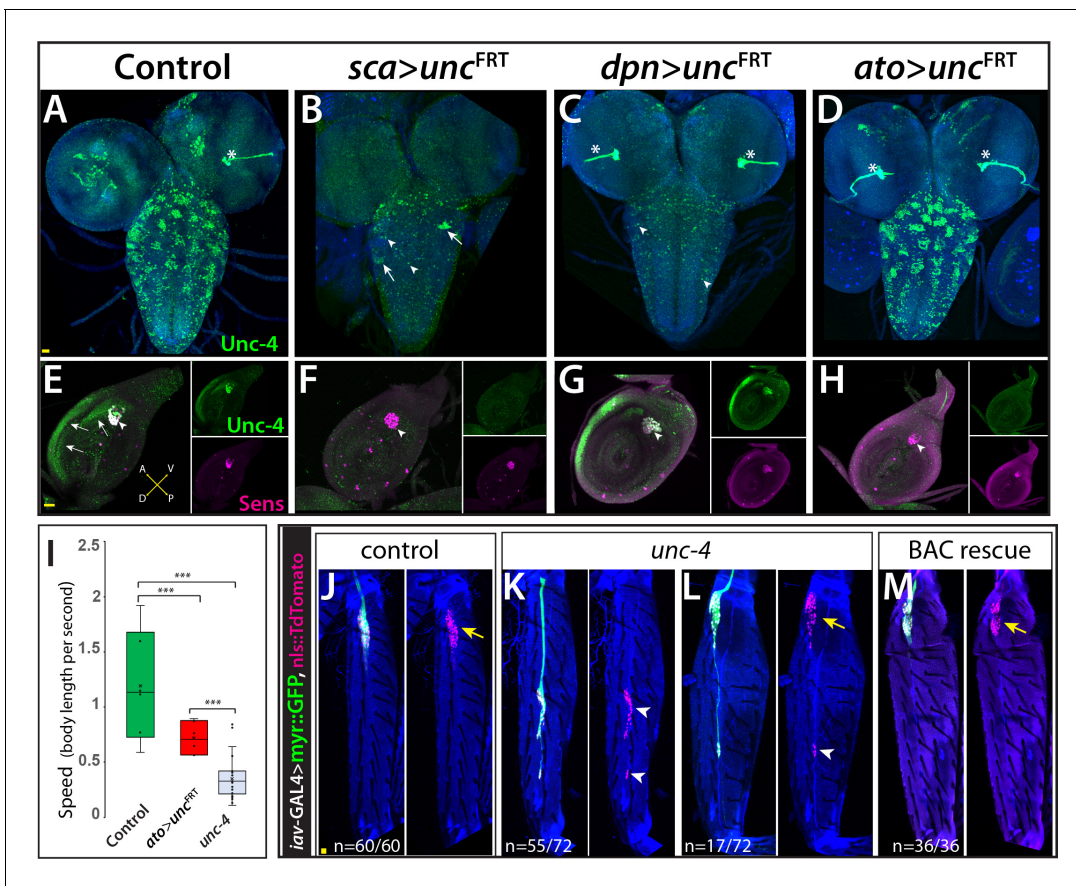 Control
sca>unc^FRT
dpn>unc^FRT
ato>unc^FRT
A
*
B
C
*
*
D
*
*
Unc-4
E
A
V
D
P
Unc-4
Sens
F
G
H
I
2.5
2
1.5
1
0.5
0
***
***
***
Speed (body length per second)
Control
ato>unc^FRT
unc-4
iav-GAL4>myr::GFP, nls::TdTomato
control
unc-4
BAC rescue
J
K
L
M
n=60/60
n=55/72
n=17/72
n=36/36